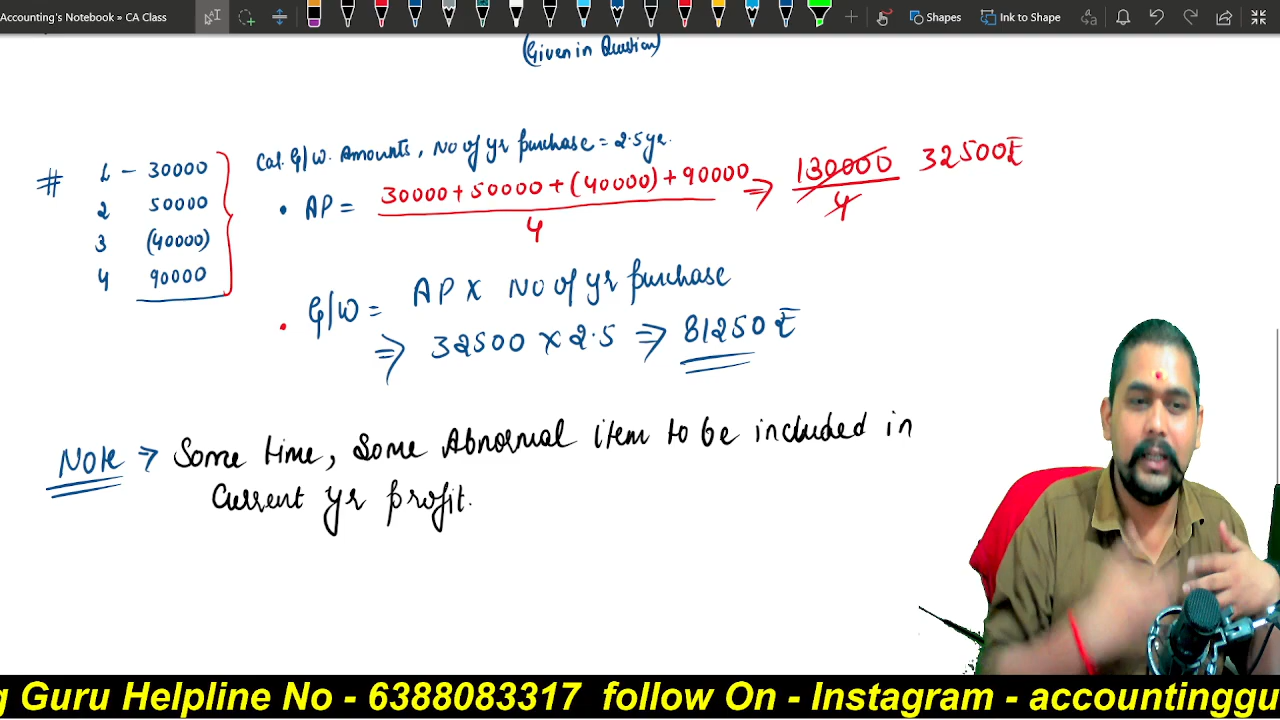 Accounting's Notebook » CA Class
Shapes
Ink to Shape
(Given in Question)
# 1 - 30000
2 50000
3 (40000)
4 90000
Cal. G/W. Amounts, No of yr purchase = 2.5 yr.
• AP = 30000 + 50000 + (40000) + 90000 ⇒ 130000 32500₹
4 4
• G/W = AP X No of yr purchase
⇒ 32500 × 2.5 ⇒ 81250₹
Note ⇒ Some time, Some Abnormal item to be included in
Current yr profit.
g Guru Helpline No - 6388083317 follow On - Instagram - accountinggu